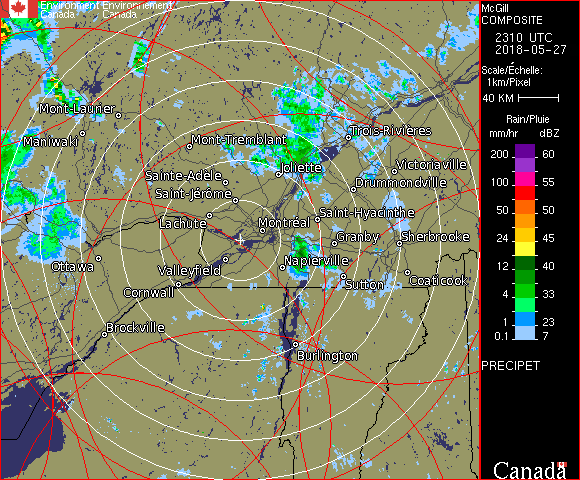 Environment Environnement
Canada Canada
McGill
COMPOSITE
2310 UTC
2018-05-27
Scale/Échelle:
1km/Pixel
40 KM
Rain/Pluie
mm/hr dBZ
200 60
100 55
50 50
24 45
12 40
4 33
1 23
0.1 7
PRECIPET
Canada
Mont-Laurier
Maniwaki
Mont-Tremblant
Trois-Rivières
Joliette
Victoriaville
Sainte-Adèle
Drummondville
Saint-Jérôme
Saint-Hyacinthe
Lachute
Montréal
Granby
Sherbrooke
Ottawa
Valleyfield
Napierville
Coaticook
Cornwall
Sutton
Brockville
Burlington